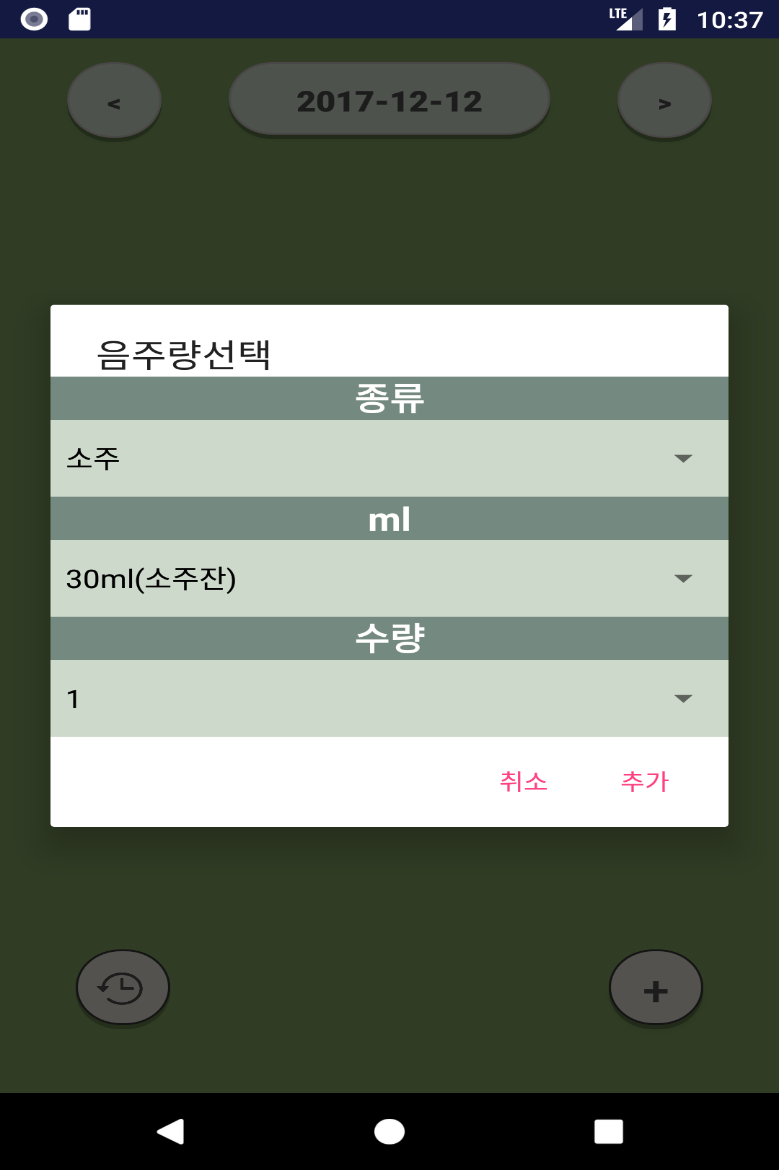 LTE 10:37
< 2017-12-12 >
음주량선택
종류
소주
ml
30ml(소주잔)
수량
1
취소 추가
+